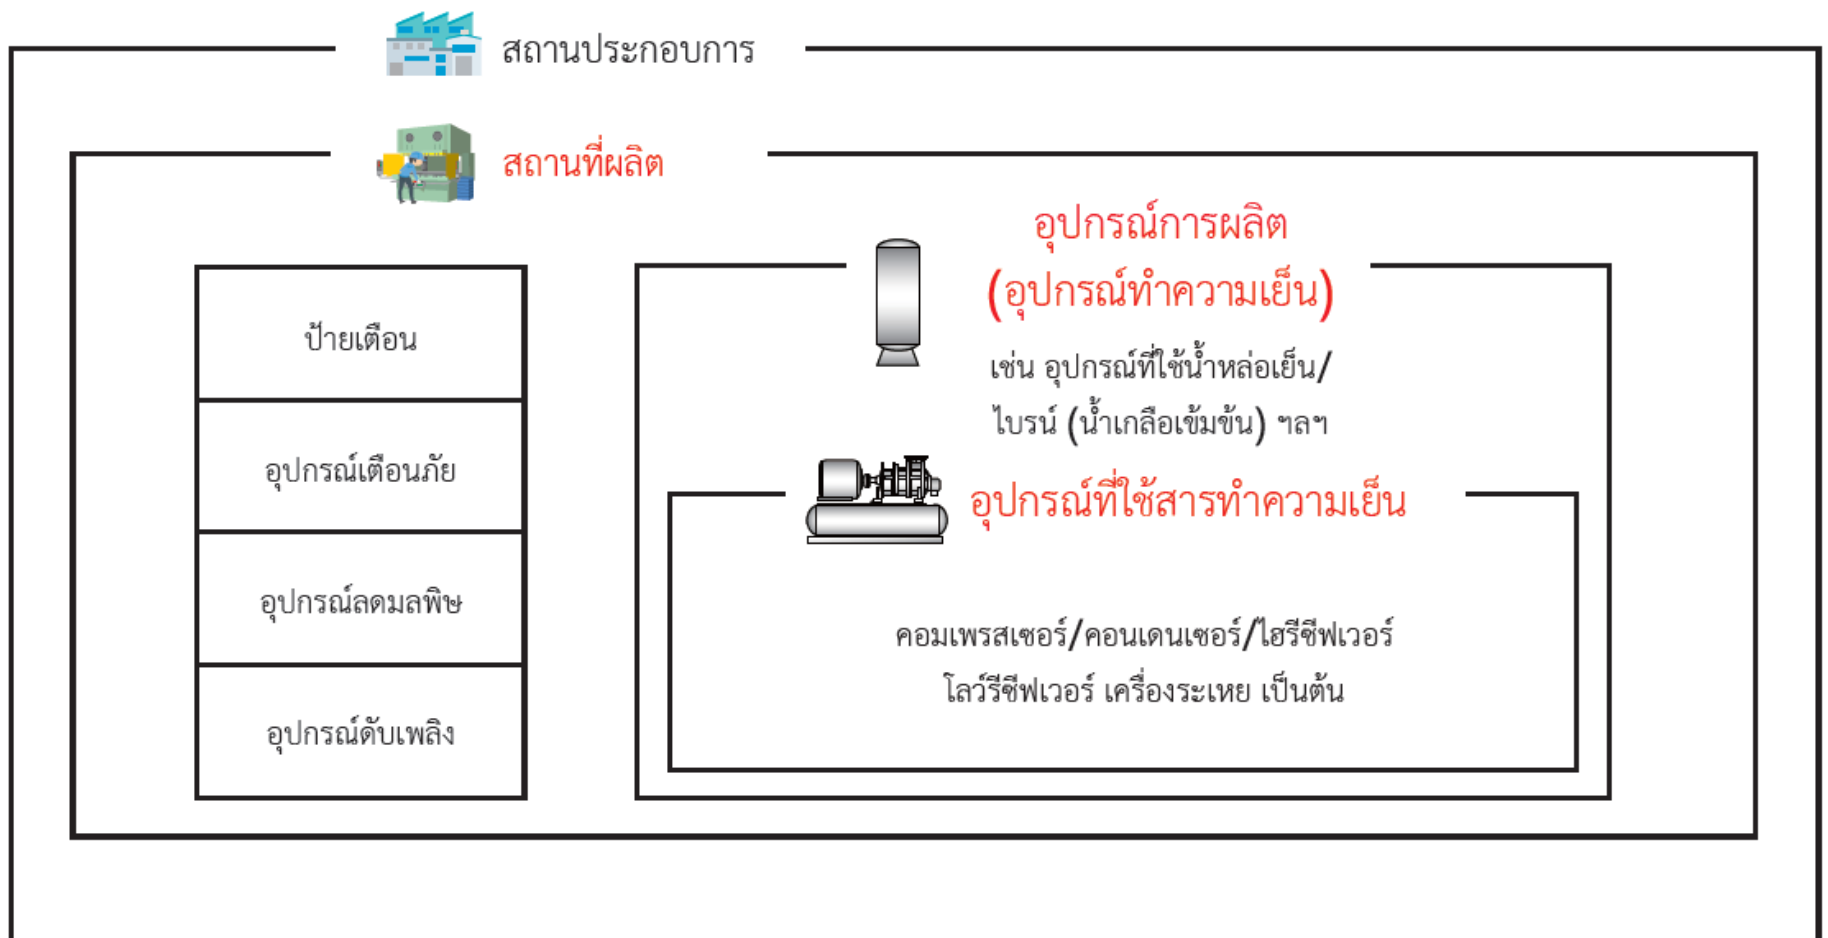 สถานประกอบการ
สถานที่ผลิต
ป้ายเตือน
อุปกรณ์เตือนภัย
อุปกรณ์ลดมลพิษ
อุปกรณ์ดับเพลิง
อุปกรณ์การผลิต
(อุปกรณ์ทำความเย็น)
เช่น อุปกรณ์ที่ใช้น้ำหล่อเย็น/
ไบรน์ (น้ำเกลือเข้มข้น) ฯลฯ
อุปกรณ์ที่ใช้สารทำความเย็น
คอมเพรสเซอร์/คอนเดนเซอร์/ไฮรีซีฟเวอร์
โลว์รีซีฟเวอร์ เครื่องระเหย เป็นต้น